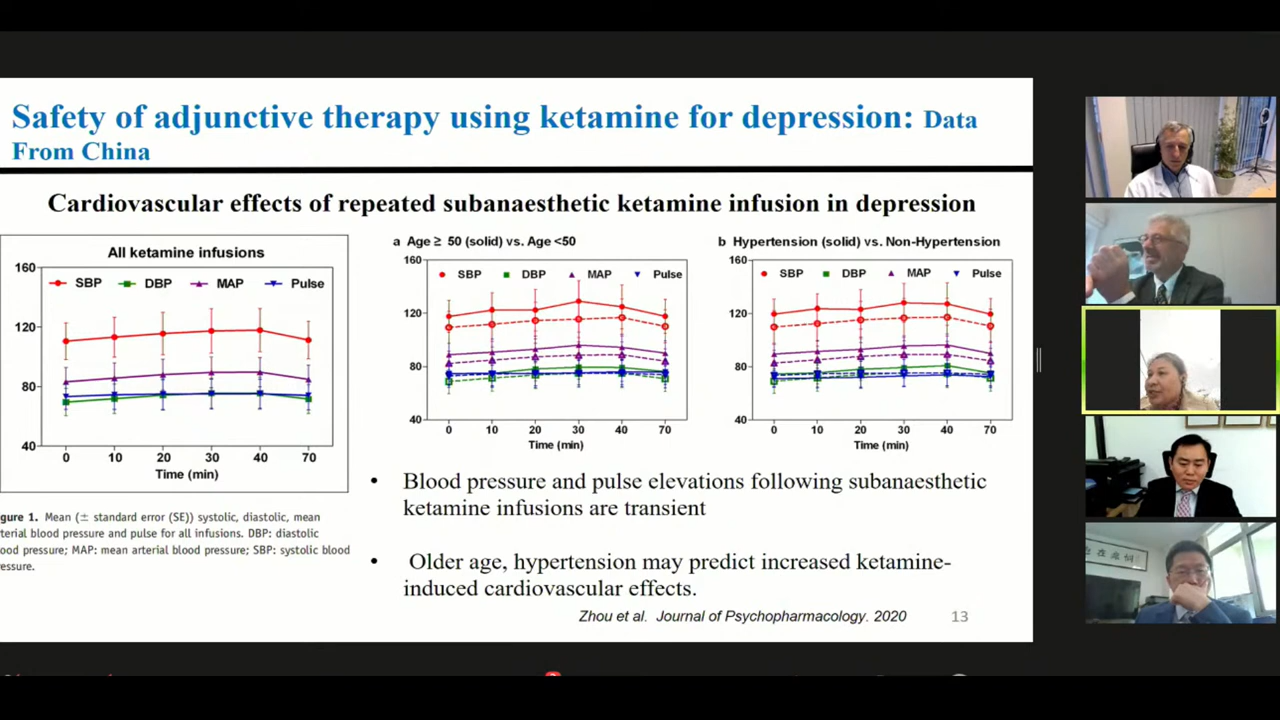 Safety of adjunctive therapy using ketamine for depression: Data
From China
Cardiovascular effects of repeated subanaesthetic ketamine infusion in depression
All ketamine infusions
SBP DBP MAP Pulse
160
120
80
40
0 10 20 30 40 70
Time (min)
gure 1. Mean (± standard error (SE)) systolic, diastolic, mean
terial blood pressure and pulse for all infusions. DBP: diastolic
ood pressure; MAP: mean arterial blood pressure; SBP: systolic blood
essure.
a Age ≥ 50 (solid) vs. Age <50
SBP DBP MAP Pulse
160
120
80
40
0 10 20 30 40 70
Time (min)
b Hypertension (solid) vs. Non-Hypertension
SBP DBP MAP Pulse
160
120
80
40
0 10 20 30 40 70
Time (min)
• Blood pressure and pulse elevations following subanaesthetic
ketamine infusions are transient
• Older age, hypertension may predict increased ketamine-
induced cardiovascular effects.
Zhou et al. Journal of Psychopharmacology. 2020
13